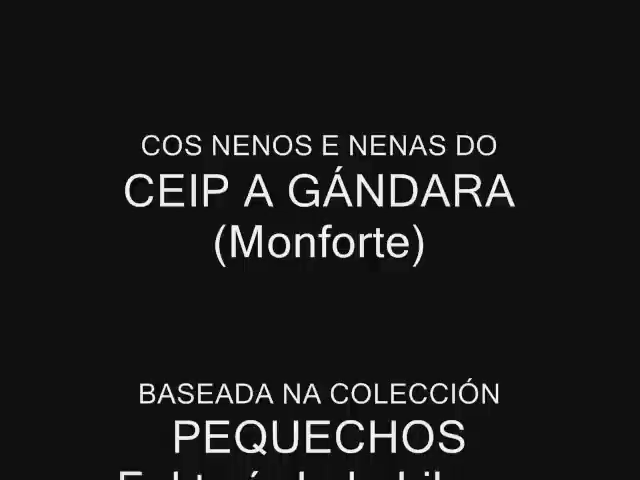 COS NENOS E NENAS DO
CEIP A GÁNDARA
(Monforte)
BASEADA NA COLECCIÓN
PEQUECHOS